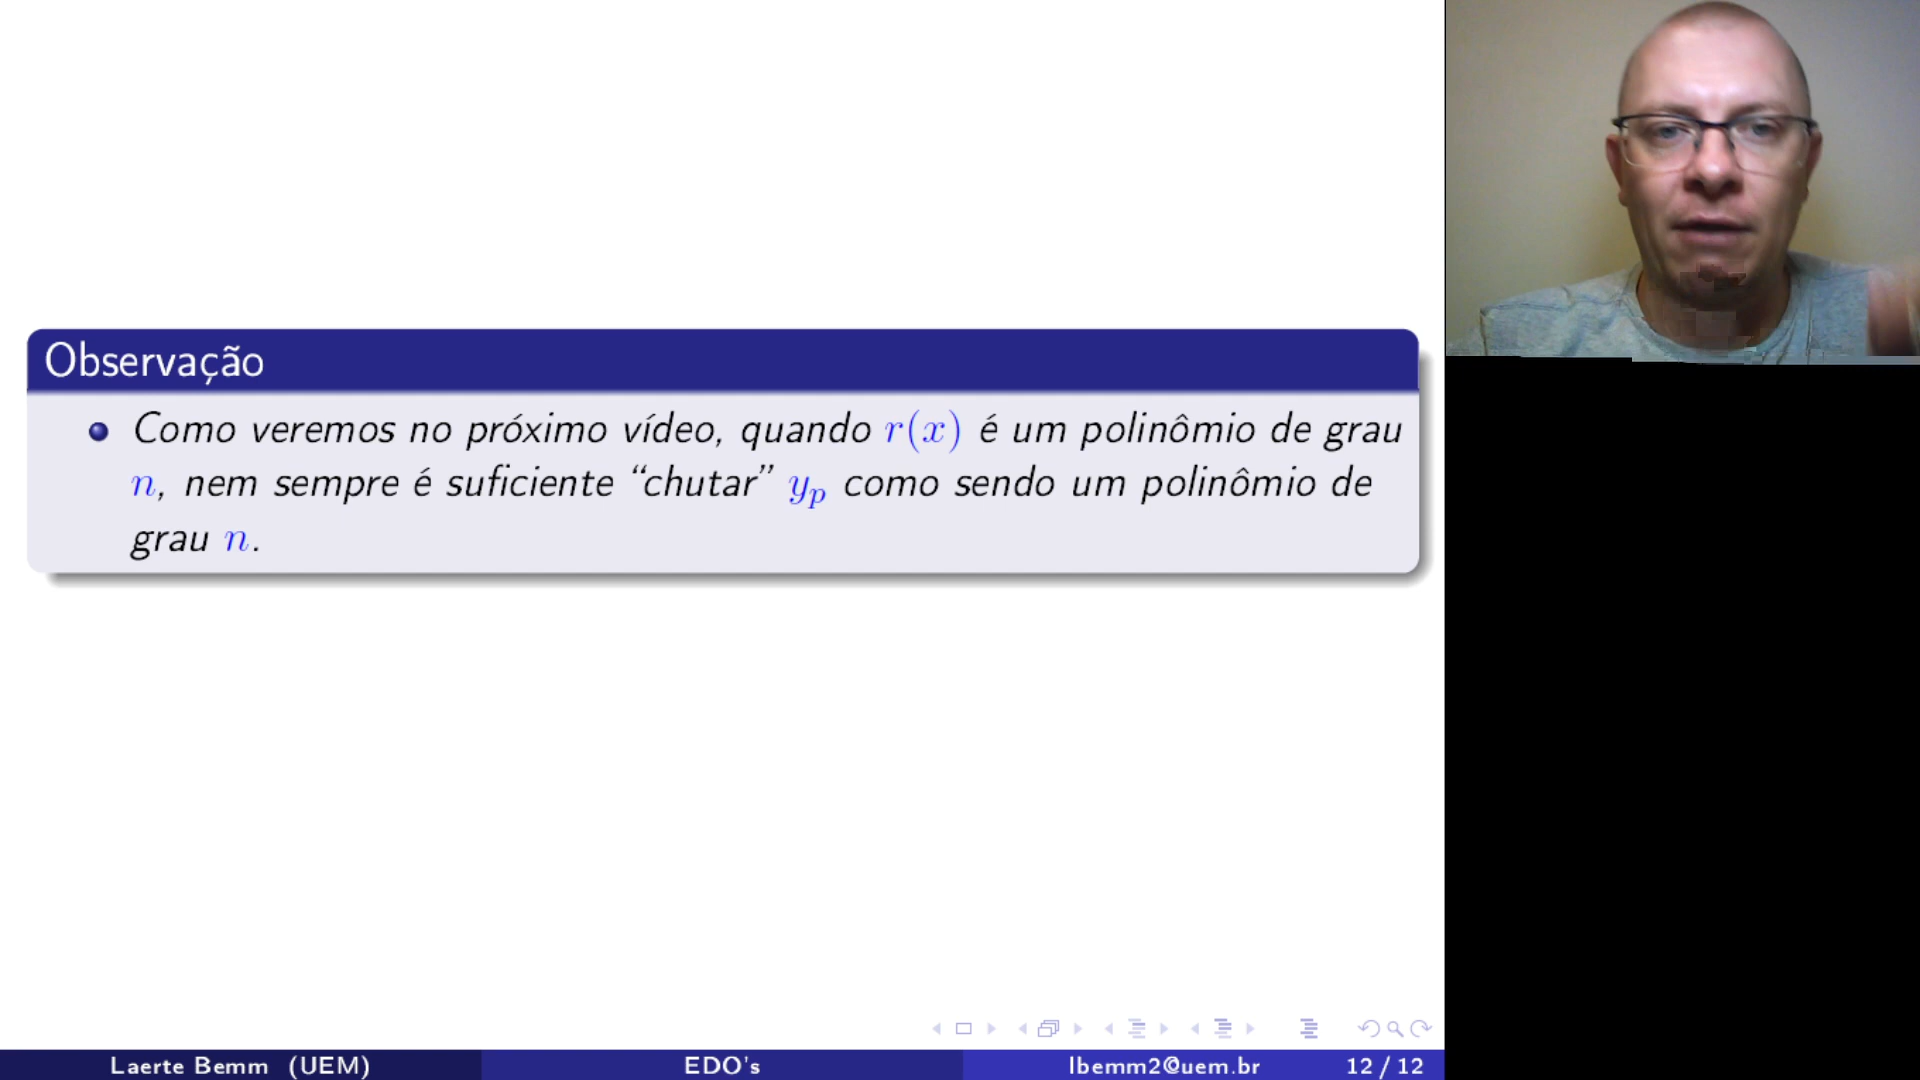 Observação
Como veremos no próximo vídeo, quando r(x) é um polinômio de grau
n, nem sempre é suficiente “chutar” yₚ como sendo um polinômio de
grau n.
Laerte Bemm (UEM) EDO's lbemm2@uem.br 12 / 12